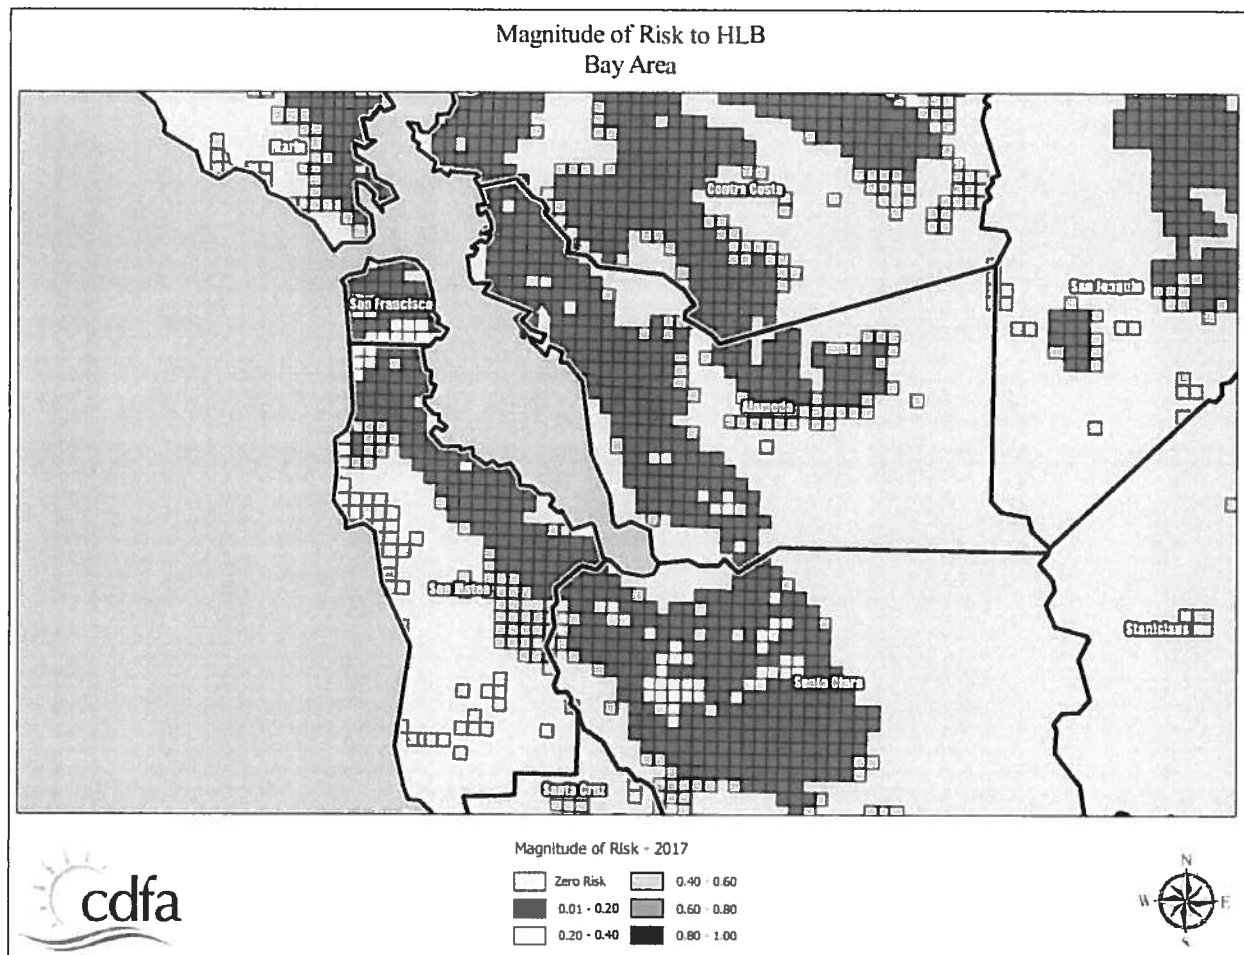 Magnitude of Risk to HLB
Bay Area
Marin
Contra Costa
San Francisco
San Joaquin
Alameda
San Mateo
Stanislaus
Santa Clara
Santa Cruz
Magnitude of Risk - 2017
Zero Risk
0.40 - 0.60
0.01 - 0.20
0.60 - 0.80
0.20 - 0.40
0.80 - 1.00
cdfa
N
W
E
S